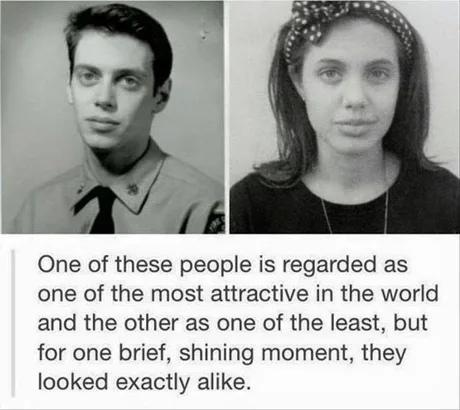 One of these people is regarded as
one of the most attractive in the world
and the other as one of the least, but
for one brief, shining moment, they
looked exactly alike.